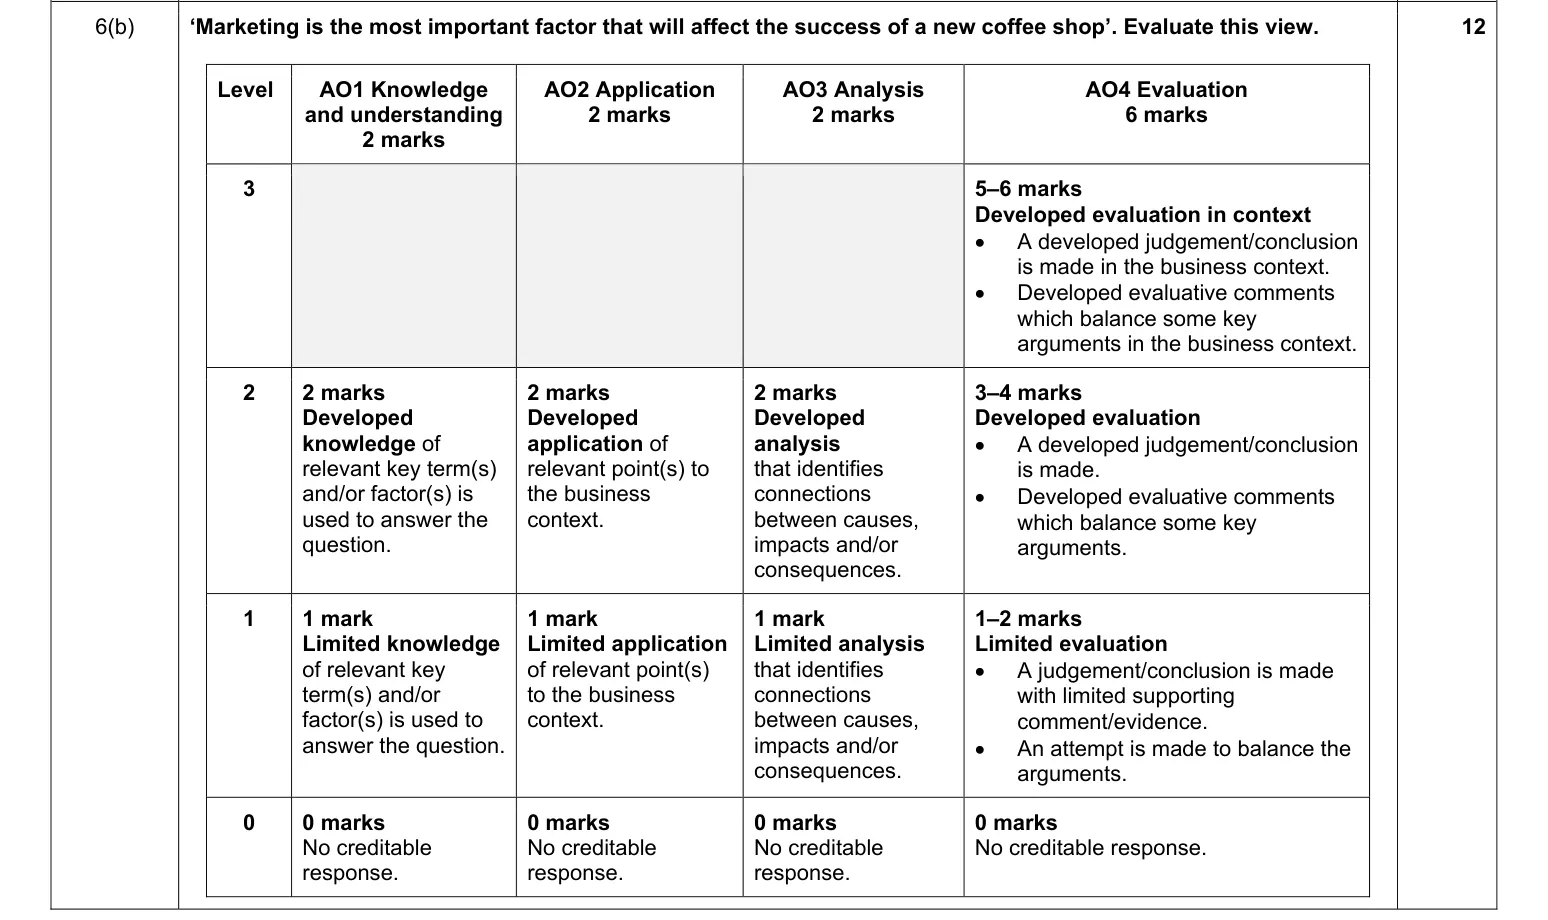 6(b)
‘Marketing is the most important factor that will affect the success of a new coffee shop’. Evaluate this view.
12
Level
AO1 Knowledge
and understanding
2 marks
AO2 Application
2 marks
AO3 Analysis
2 marks
AO4 Evaluation
6 marks
3
5–6 marks
Developed evaluation in context
• A developed judgement/conclusion
is made in the business context.
• Developed evaluative comments
which balance some key
arguments in the business context.
2
2 marks
Developed
knowledge of
relevant key term(s)
and/or factor(s) is
used to answer the
question.
2 marks
Developed
application of
relevant point(s) to
the business
context.
2 marks
Developed
analysis
that identifies
connections
between causes,
impacts and/or
consequences.
3–4 marks
Developed evaluation
• A developed judgement/conclusion
is made.
• Developed evaluative comments
which balance some key
arguments.
1
1 mark
Limited knowledge
of relevant key
term(s) and/or
factor(s) is used to
answer the question.
1 mark
Limited application
of relevant point(s)
to the business
context.
1 mark
Limited analysis
that identifies
connections
between causes,
impacts and/or
consequences.
1–2 marks
Limited evaluation
• A judgement/conclusion is made
with limited supporting
comment/evidence.
• An attempt is made to balance the
arguments.
0
0 marks
No creditable
response.
0 marks
No creditable
response.
0 marks
No creditable
response.
0 marks
No creditable response.